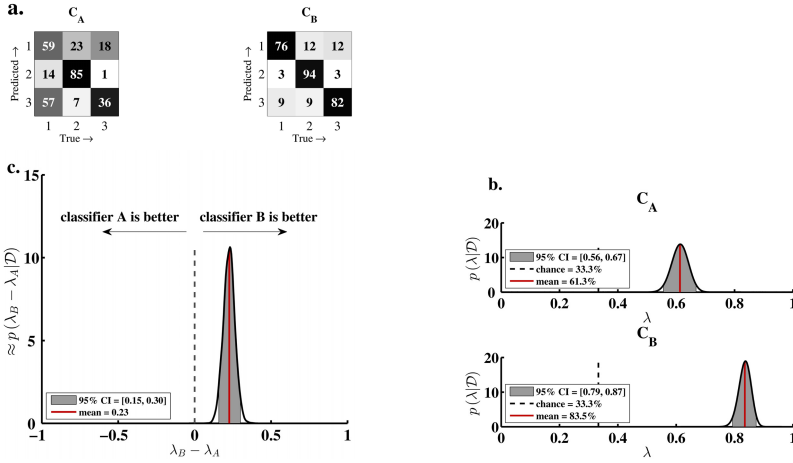 a.
C_A
Predicted →
1 59 23 18
2 14 85 1
3 57 7 36
1 2 3
True →
C_B
Predicted →
1 76 12 12
2 3 94 3
3 9 9 82
1 2 3
True →
c.
15
10
5
0
classifier A is better
classifier B is better
≈ p (λ_B − λ_A|𝒟)
95% CI = [0.15, 0.30]
mean = 0.23
−1 −0.5 0 0.5 1
λ_B − λ_A
b.
C_A
20
10
0
p (λ|𝒟)
95% CI = [0.56, 0.67]
chance = 33.3%
mean = 61.3%
0 0.2 0.4 0.6 0.8 1
λ
C_B
20
10
0
p (λ|𝒟)
95% CI = [0.79, 0.87]
chance = 33.3%
mean = 83.5%
0 0.2 0.4 0.6 0.8 1
λ